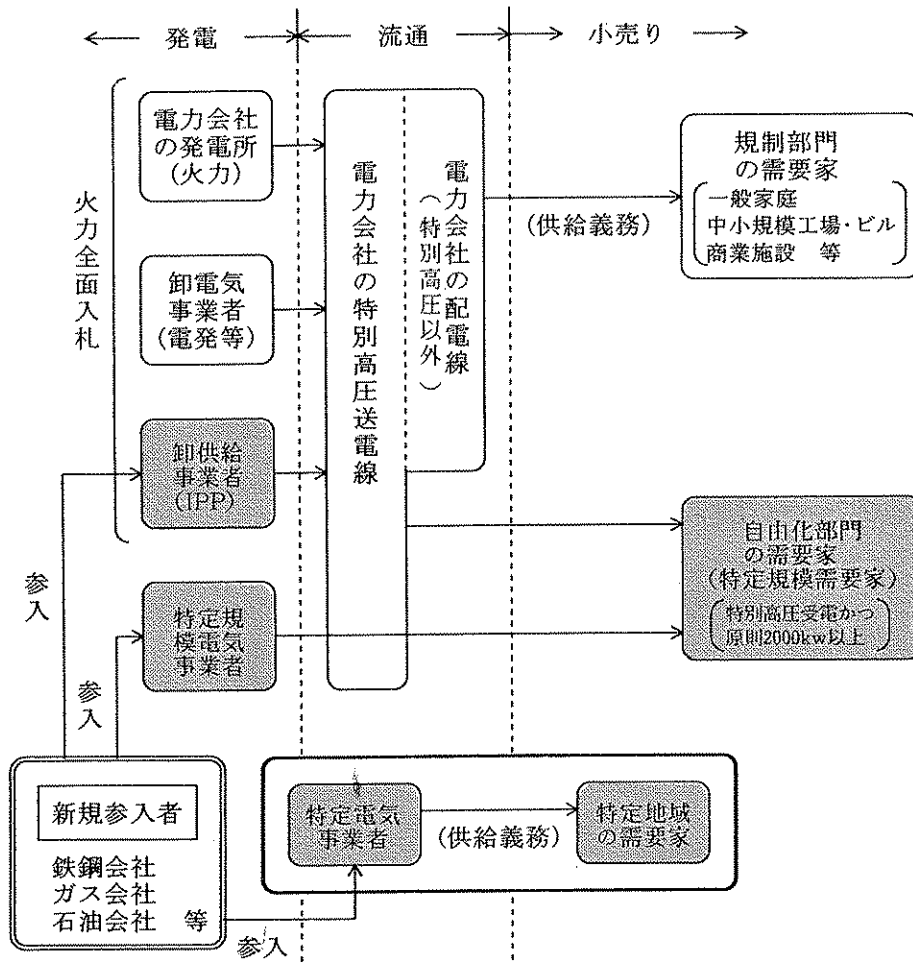 発電
流通
小売り
火力全面入札
電力会社
の発電所
(火力)
卸電気
事業者
(電発等)
卸供給
事業者
(IPP)
特定規
模電気
事業者
電力会社の特別高圧送電線
電力会社の配電線
(特別高圧以外)
(供給義務)
規制部門
の需要家
一般家庭
中小規模工場・ビル
商業施設 等
自由化部門
の需要家
(特定規模需要家)
特別高圧受電かつ
原則2000kw以上
参入
参入
新規参入者
鉄鋼会社
ガス会社
石油会社 等
参入
特定電気
事業者
(供給義務)
特定地域
の需要家